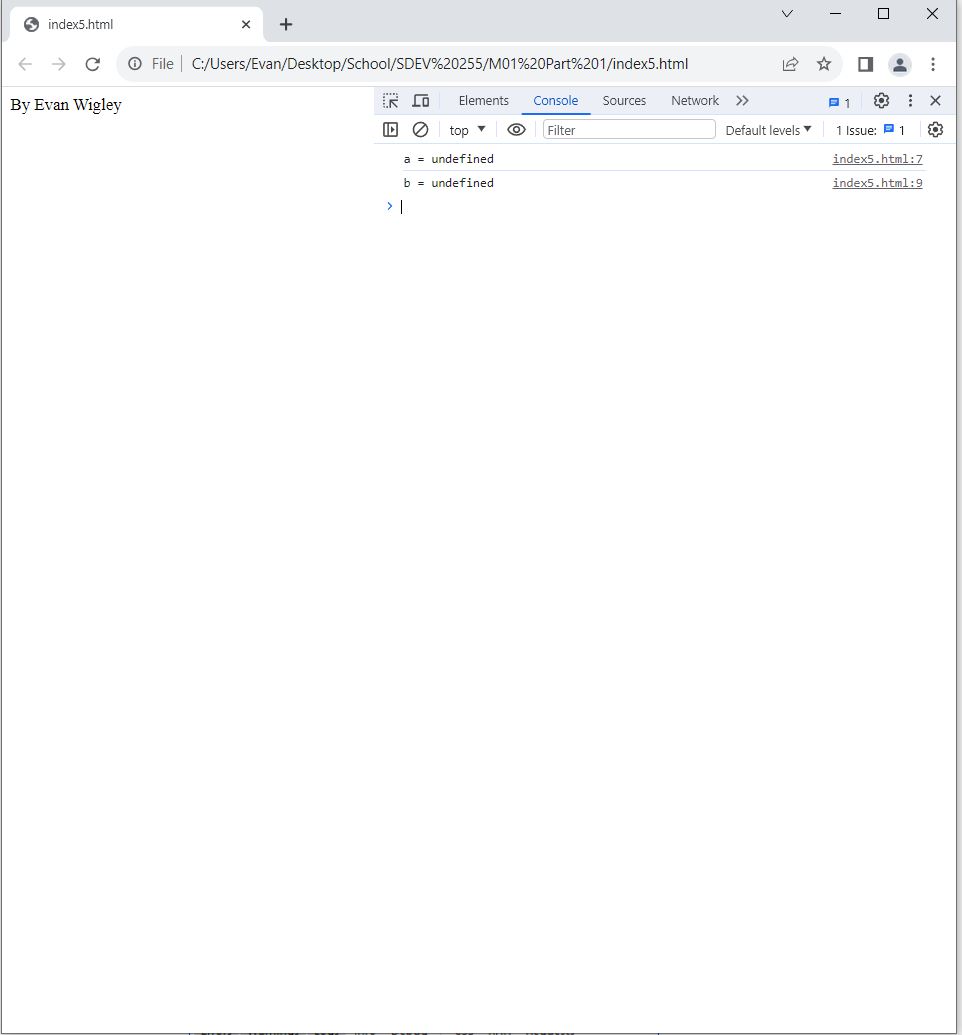 index5.html
File C:/Users/Evan/Desktop/School/SDEV%20255/M01%20Part%201/index5.html
By Evan Wigley
Elements Console Sources Network 1
top Filter Default levels 1 Issue: 1
a = undefined index5.html:7
b = undefined index5.html:9